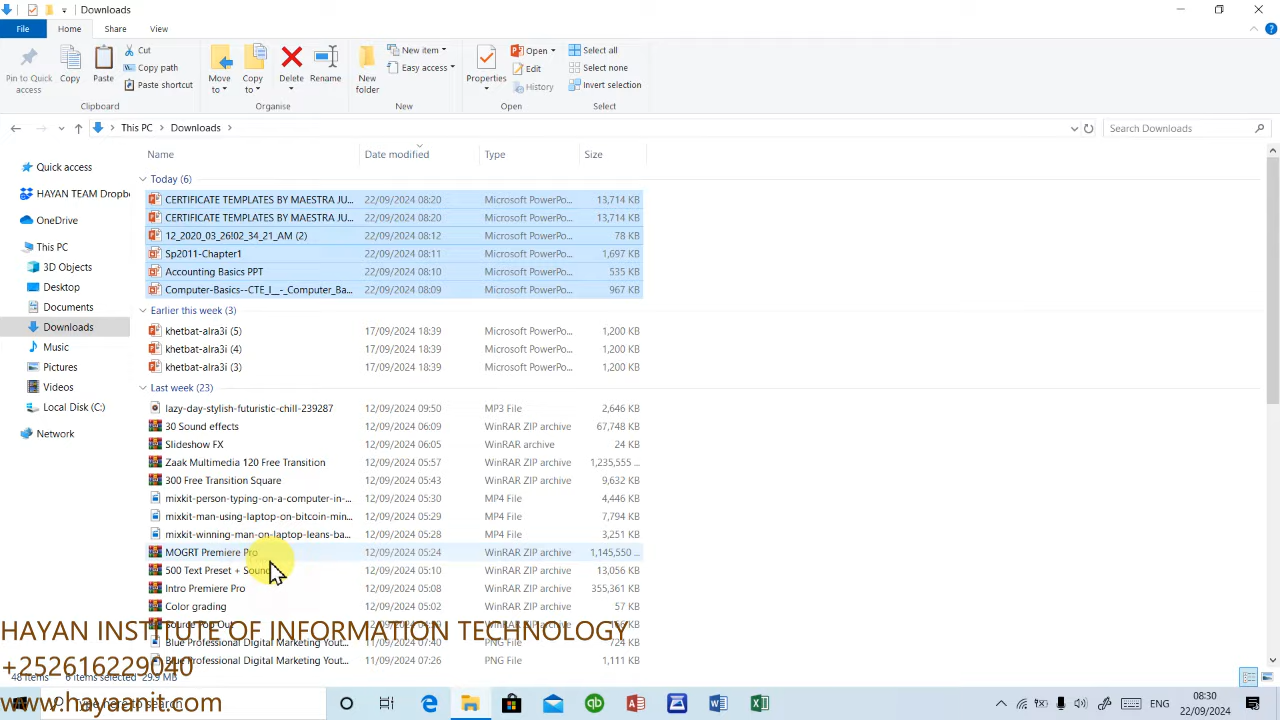 Downloads
File Home Share View
Pin to Quick access
Copy
Paste
Cut
Copy path
Paste shortcut
Move to
Copy to
Delete
Rename
New folder
New item
Easy access
Properties
Open
Edit
History
Select all
Select none
Invert selection
Clipboard Organise New Open Select
This PC Downloads
Search Downloads
Name Date modified Type Size
Quick access
HAYAN TEAM Dropb
OneDrive
This PC
3D Objects
Desktop
Documents
Downloads
Music
Pictures
Videos
Local Disk (C:)
Network
Today (6)
CERTIFICATE TEMPLATES BY MAESTRA JU... 22/09/2024 08:20 Microsoft PowerPo... 13,714 KB
CERTIFICATE TEMPLATES BY MAESTRA JU... 22/09/2024 08:20 Microsoft PowerPo... 13,714 KB
12_2020_03_26!02_34_21_AM (2) 22/09/2024 08:12 Microsoft PowerPo... 78 KB
Sp2011-Chapter1 22/09/2024 08:11 Microsoft PowerPo... 1,697 KB
Accounting Basics PPT 22/09/2024 08:10 Microsoft PowerPo... 535 KB
Computer-Basics--CTE_I__-_Computer_Ba... 22/09/2024 08:09 Microsoft PowerPo... 967 KB
Earlier this week (3)
khetbat-alra3i (5) 17/09/2024 18:39 Microsoft PowerPo... 1,200 KB
khetbat-alra3i (4) 17/09/2024 18:39 Microsoft PowerPo... 1,200 KB
khetbat-alra3i (3) 17/09/2024 18:39 Microsoft PowerPo... 1,200 KB
Last week (23)
lazy-day-stylish-futuristic-chill-239287 12/09/2024 09:50 MP3 File 2,646 KB
30 Sound effects 12/09/2024 06:09 WinRAR ZIP archive 67,748 KB
Slideshow FX 12/09/2024 06:05 WinRAR archive 24 KB
Zaak Multimedia 120 Free Transition 12/09/2024 05:57 WinRAR ZIP archive 1,235,555 ...
300 Free Transition Square 12/09/2024 05:43 WinRAR ZIP archive 9,632 KB
mixkit-person-typing-on-a-computer-in-... 12/09/2024 05:30 MP4 File 4,446 KB
mixkit-man-using-laptop-on-bitcoin-min... 12/09/2024 05:29 MP4 File 7,794 KB
mixkit-winning-man-on-laptop-leans-ba... 12/09/2024 05:28 MP4 File 3,251 KB
MOGRT Premiere Pro 12/09/2024 05:24 WinRAR ZIP archive 1,145,550 ...
500 Text Preset + Sound 12/09/2024 05:10 WinRAR ZIP archive 13,056 KB
Intro Premiere Pro 12/09/2024 05:08 WinRAR ZIP archive 355,361 KB
Color grading 12/09/2024 05:02 WinRAR ZIP archive 57 KB
HAYAN INSTITUTE OF INFORMATION TECHNOLOGY
Blue Professional Digital Marketing Yout... 11/09/2024 07:40 PNG File 724 KB
Blue Professional Digital Marketing Yout... 11/09/2024 07:26 PNG File 1,111 KB
+252616229040
48 items 6 items selected 29.9 MB
www.hayaanit.com
Type here to search
ENG
08:30
22/09/2024